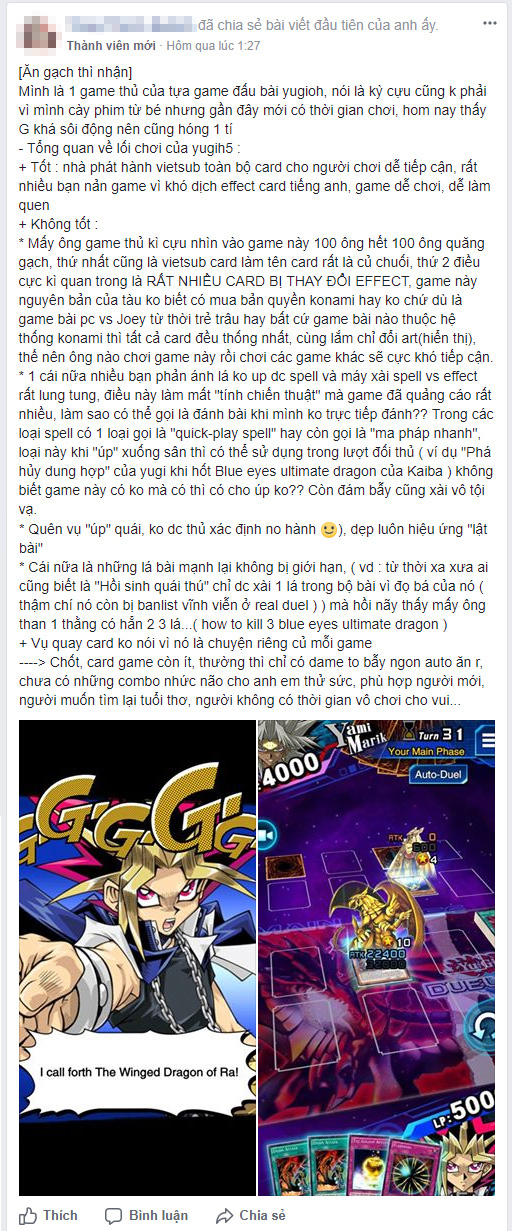 đã chia sẻ bài viết đầu tiên của anh ấy.
Thành viên mới · Hôm qua lúc 1:27
[Ăn gạch thì nhận]
Mình là 1 game thủ của tựa game đấu bài yugioh, nói là kỳ cựu cũng k phải
vì mình cày phim từ bé nhưng gần đây mới có thời gian chơi, hom nay thấy
G khá sôi động nên cũng hóng 1 tí
- Tổng quan về lối chơi của yugih5 :
+ Tốt : nhà phát hành vietsub toàn bộ card cho người chơi dễ tiếp cận, rất
nhiều bạn nản game vì khó dịch effect card tiếng anh, game dễ chơi, dễ làm
quen
+ Không tốt :
* Mấy ông game thủ kì cựu nhìn vào game này 100 ông hết 100 ông quăng
gạch, thứ nhất cũng là vietsub card làm tên card rất là củ chuối, thứ 2 điều
cực kì quan trong là RẤT NHIỀU CARD BỊ THAY ĐỔI EFFECT, game này
nguyên bản của tàu ko biết có mua bản quyền konami hay ko chứ dù là
game bài pc vs Joey từ thời trẻ trâu hay bất cứ game bài nào thuộc hệ
thống konami thì tất cả card đều thống nhất, cùng lắm chỉ đổi art(hiển thị),
thế nên ông nào chơi game này rồi chơi các game khác sẽ cực khó tiếp cận.
* 1 cái nữa nhiều bạn phản ánh lá ko up dc spell và máy xài spell vs effect
rất lung tung, điều này làm mất "tính chiến thuật" mà game đã quảng cáo rất
nhiều, làm sao có thể gọi là đánh bài khi mình ko trực tiếp đánh?? Trong các
loại spell có 1 loại gọi là "quick-play spell" hay còn gọi là "ma pháp nhanh",
loại này khi "úp" xuống sân thì có thể sử dụng trong lượt đối thủ ( ví dụ "Phá
hủy dung hợp" của yugi khi hốt Blue eyes ultimate dragon của Kaiba ) không
biết game này có ko mà có thì có cho úp ko?? Còn đám bẫy cũng xài vô tội
vạ.
* Quên vụ "úp" quái, ko dc thủ xác định no hành 🙂), dẹp luôn hiệu ứng "lật
bài"
* Cái nữa là những lá bài mạnh lại không bị giới hạn, ( vd : từ thời xa xưa ai
cũng biết là "Hồi sinh quái thú" chỉ dc xài 1 lá trong bộ bài vì đọ bá của nó (
thậm chí nó còn bị banlist vĩnh viễn ở real duel ) ) mà hồi nãy thấy mấy ông
than 1 thằng có hẳn 2 3 lá...( how to kill 3 blue eyes ultimate dragon )
+ Vụ quay card ko nói vì nó là chuyện riêng củ mỗi game
----> Chốt, card game còn ít, thường thì chỉ có dame to bẫy ngon auto ăn r,
chưa có những combo nhức não cho anh em thử sức, phù hợp người mới,
người muốn tìm lại tuổi thơ, người không có thời gian vô chơi cho vui...
GGGGG
I call forth The Winged Dragon of Ra!
Yami
Marik
4000
Turn 31
Your Main Phase
Auto-Duel
ATK 0
600
4
10
ATK 22400
DUEL
LP: 500
Thích
Bình luận
Chia sẻ